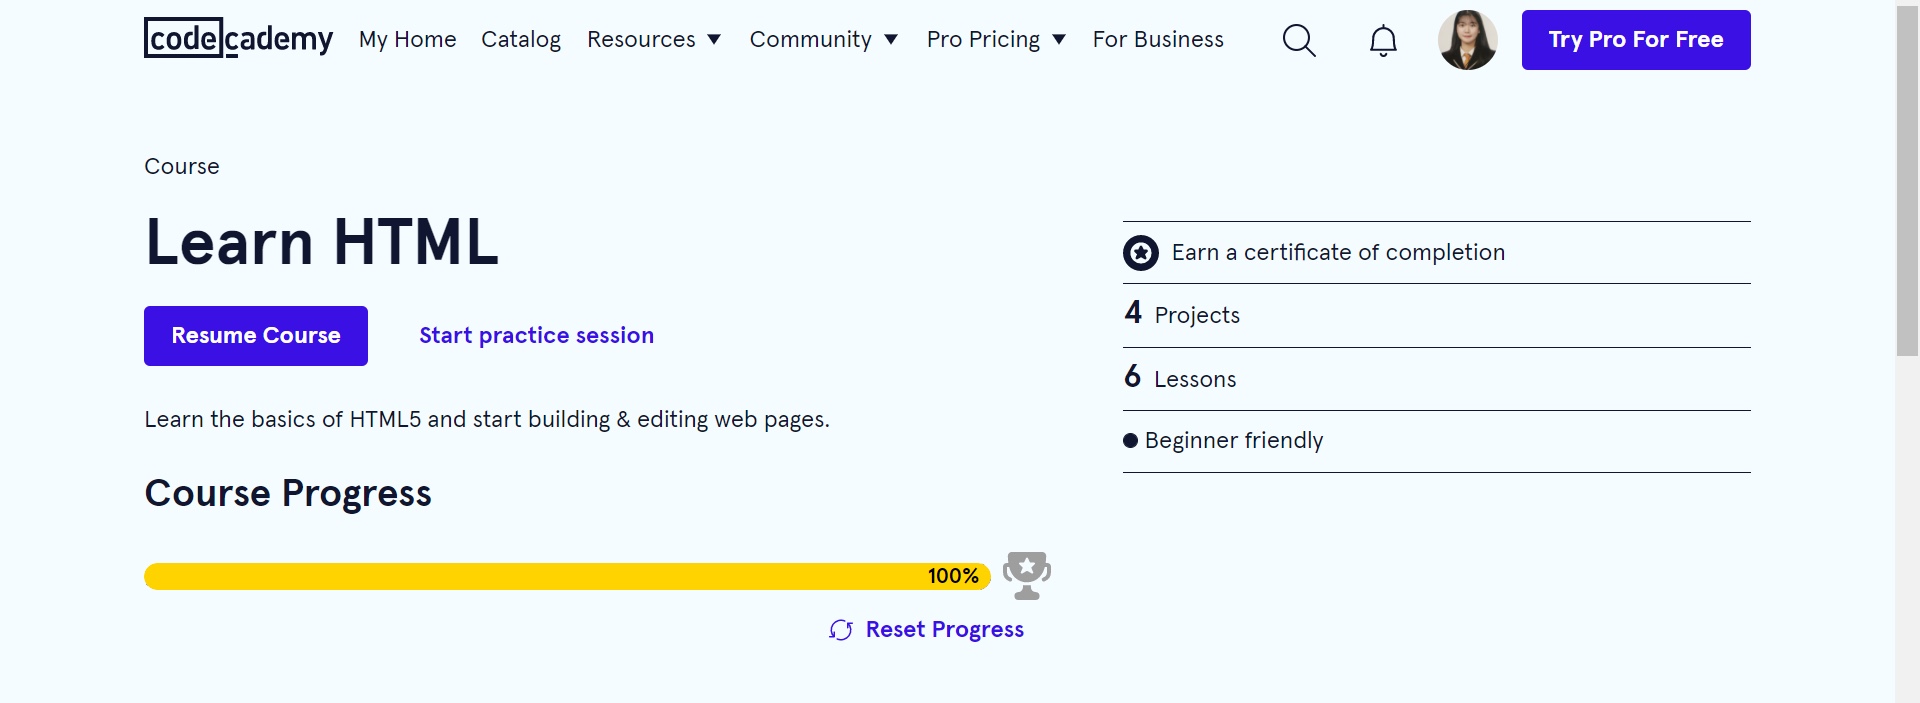 codecademy My Home Catalog Resources Community Pro Pricing For Business Try Pro For Free
Course
Learn HTML
Resume Course Start practice session
Learn the basics of HTML5 and start building & editing web pages.
Course Progress
100%
Reset Progress
Earn a certificate of completion
4 Projects
6 Lessons
Beginner friendly